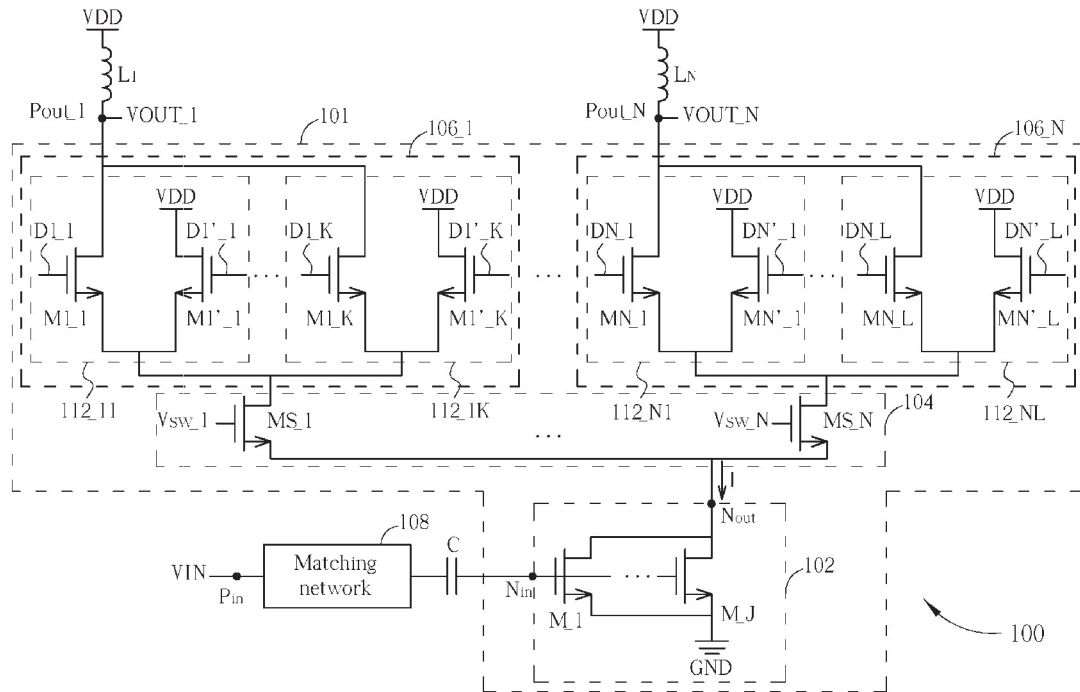 VDD VDD
L1 LN
Pout_1 VOUT_1 Pout_N VOUT_N
101 106_1 106_N
VDD VDD VDD VDD
D1_1 D1'_1 D1_K D1'_K DN_1 DN'_1 DN_L DN'_L
... ... ...
M1_1 M1'_1 M1_K M1'_K MN_1 MN'_1 MN_L MN'_L
112_11 112_1K 112_N1 112_NL
VSW_1 MS_1 ... VSW_N MS_N 104
I
Nout
108
VIN Pin Matching network C Nin ... 102
M_1 M_J
GND
100